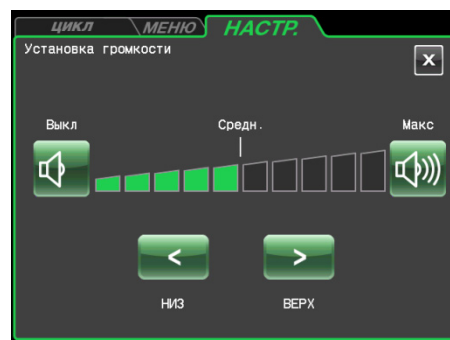 ЦИКЛ МЕНЮ НАСТР.
Установка громкости
X
Выкл Средн. Макс
< >
НИЗ ВЕРХ